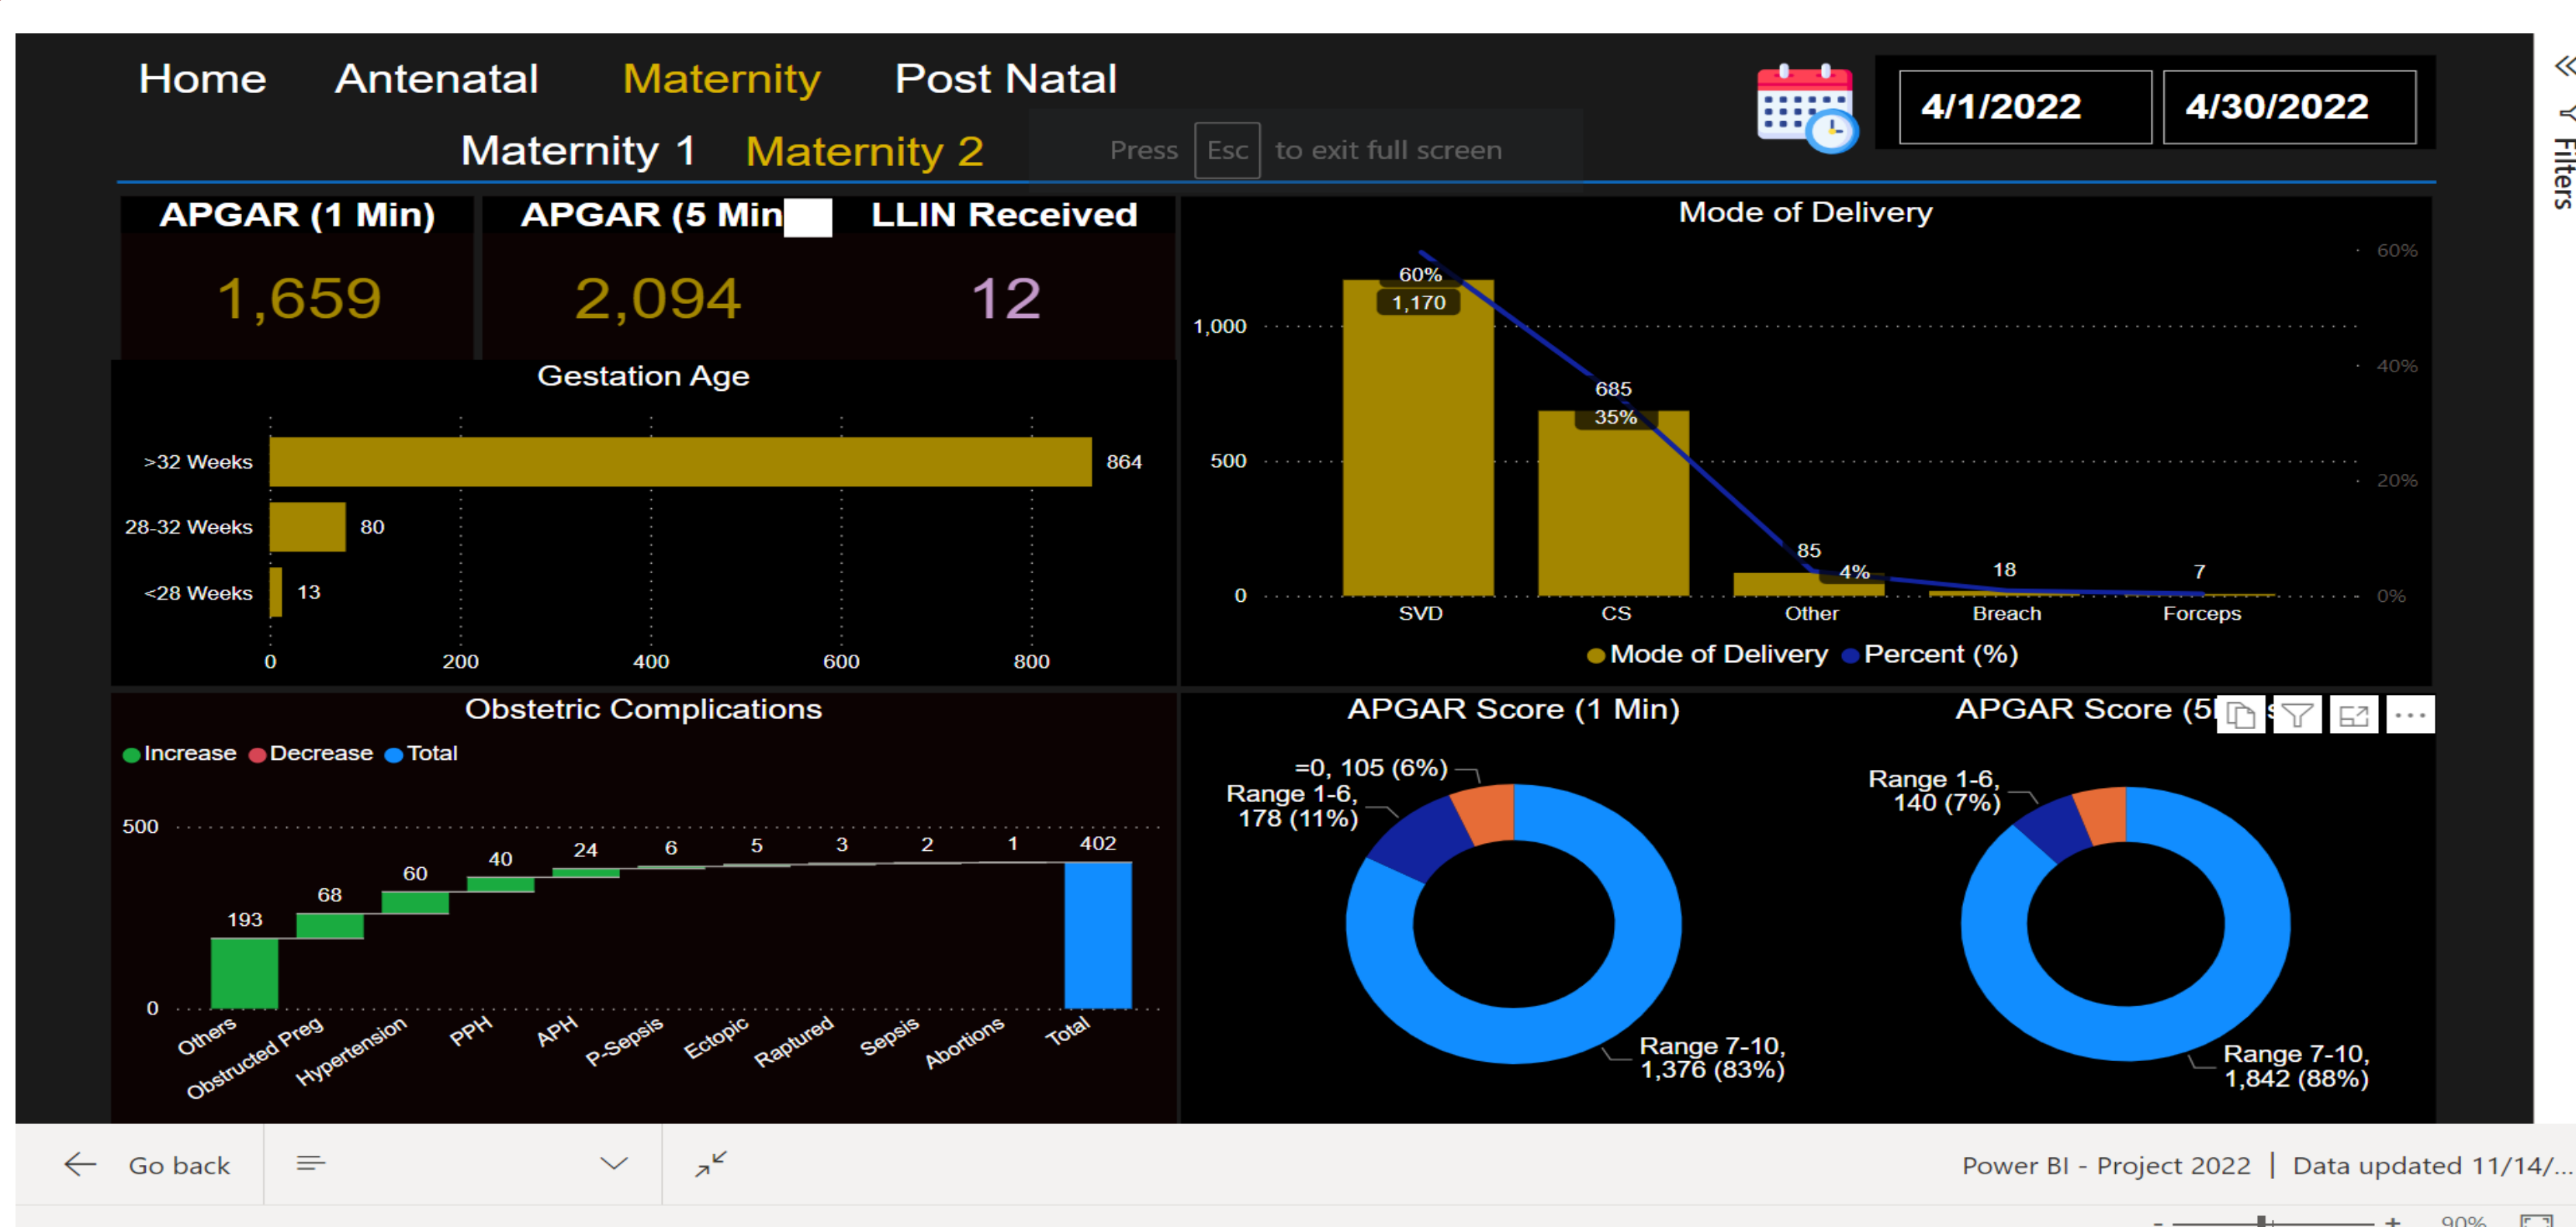 Home Antenatal Maternity Post Natal
4/1/2022 4/30/2022
Maternity 1 Maternity 2
Press Esc to exit full screen
Filters
APGAR (1 Min) APGAR (5 Min LLIN Received
1,659 2,094 12
Gestation Age
>32 Weeks 864
28-32 Weeks 80
<28 Weeks 13
0 200 400 600 800
Mode of Delivery
60%
60%
1,170
1,000
40%
685
35%
500
20%
85
4%
18
7
0
0%
SVD CS Other Breach Forceps
Mode of Delivery Percent (%)
Obstetric Complications
Increase Decrease Total
500
193 68 60 40 24 6 5 3 2 1 402
0
Others Obstructed Preg Hypertension PPH APH P-Sepsis Ectopic Raptured Sepsis Abortions Total
APGAR Score (1 Min)
=0, 105 (6%)
Range 1-6,
178 (11%)
Range 7-10,
1,376 (83%)
APGAR Score (5
Range 1-6,
140 (7%)
Range 7-10,
1,842 (88%)
Go back
Power BI - Project 2022 | Data updated 11/14/...
- + 90%